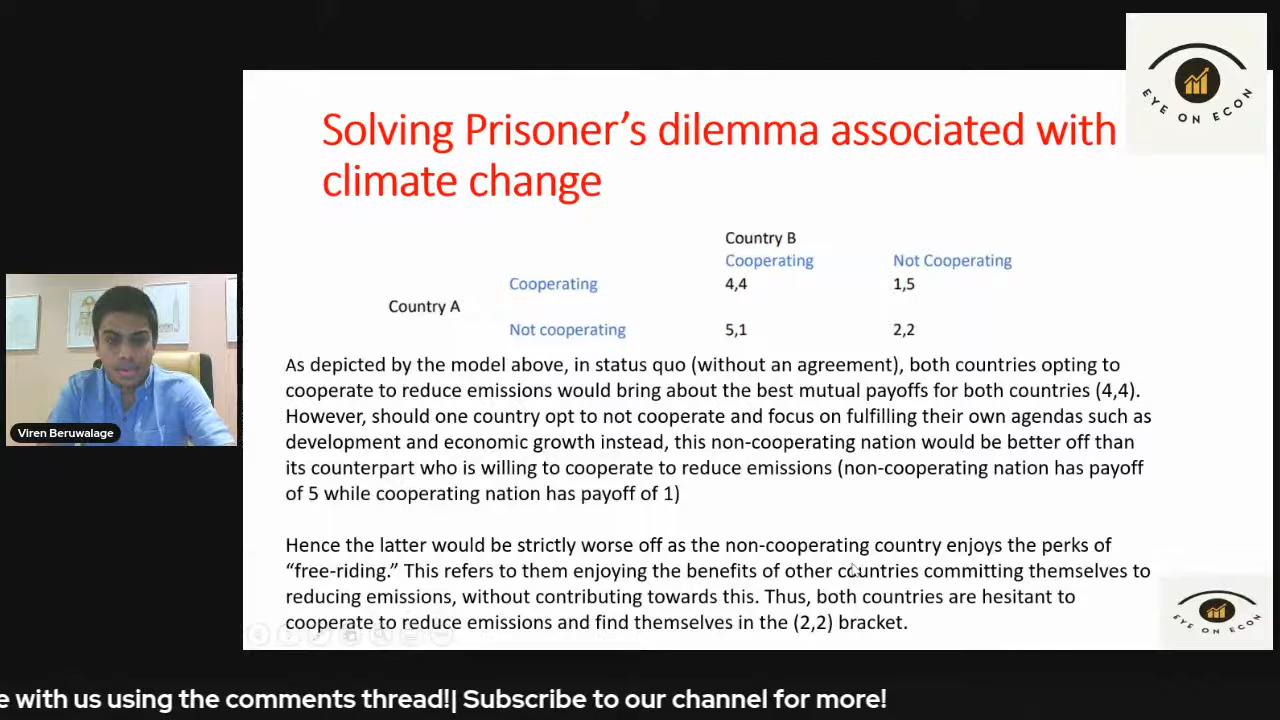 EYE ON ECON
Solving Prisoner's dilemma associated with
climate change
Country B
Cooperating Not Cooperating
Cooperating 4,4 1,5
Country A
Not cooperating 5,1 2,2
As depicted by the model above, in status quo (without an agreement), both countries opting to
cooperate to reduce emissions would bring about the best mutual payoffs for both countries (4,4).
However, should one country opt to not cooperate and focus on fulfilling their own agendas such as
development and economic growth instead, this non-cooperating nation would be better off than
its counterpart who is willing to cooperate to reduce emissions (non-cooperating nation has payoff
of 5 while cooperating nation has payoff of 1)
Hence the latter would be strictly worse off as the non-cooperating country enjoys the perks of
“free-riding.” This refers to them enjoying the benefits of other countries committing themselves to
reducing emissions, without contributing towards this. Thus, both countries are hesitant to
cooperate to reduce emissions and find themselves in the (2,2) bracket.
Viren Beruwalage
EYE ON ECON
e with us using the comments thread!| Subscribe to our channel for more!